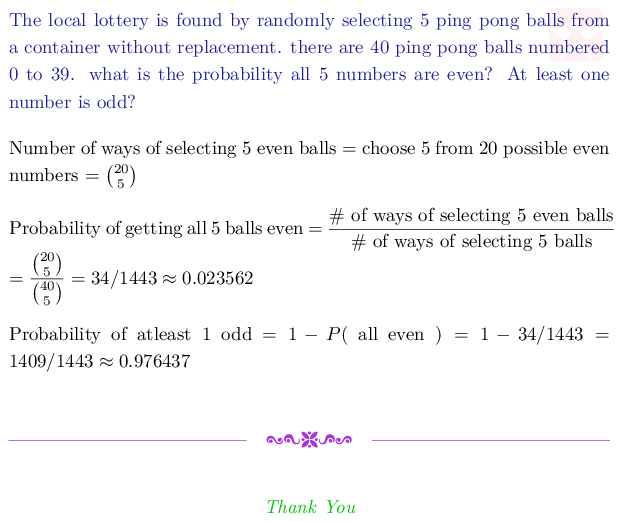 The local lottery is found by randomly selecting 5 ping pong balls from
a container without replacement. there are 40 ping pong balls numbered
0 to 39. what is the probability all 5 numbers are even? At least one
number is odd?
Number of ways of selecting 5 even balls = choose 5 from 20 possible even
numbers = \binom{20}{5}
Probability of getting all 5 balls even = \frac{\# of ways of selecting 5 even balls}{\# of ways of selecting 5 balls}
= \frac{\binom{20}{5}}{\binom{40}{5}} = 34/1443 ≈ 0.023562
Probability of atleast 1 odd = 1 − P( all even ) = 1 − 34/1443 =
1409/1443 ≈ 0.976437
Thank You